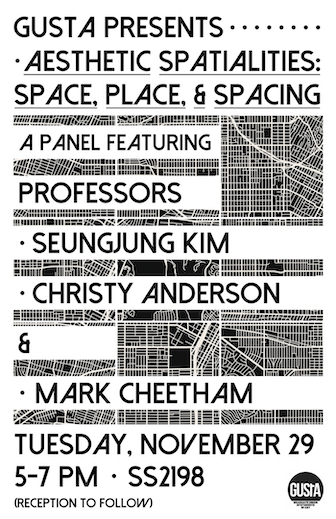 GUSTA PRESENTS ········
·AESTHETIC SPATIALITIES:
SPACE, PLACE, & SPACING
A PANEL FEATURING
PROFESSORS
· SEUNGJUNG KIM
· CHRISTY ANDERSON
&
· MARK CHEETHAM
TUESDAY, NOVEMBER 29
5-7 PM · SS2198
(RECEPTION TO FOLLOW)
GUSTA